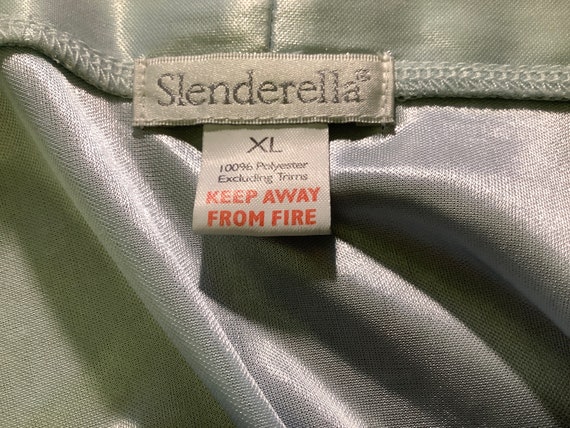 Slenderella®
XL
100% Polyester
Excluding Trims
KEEP AWAY
FROM FIRE